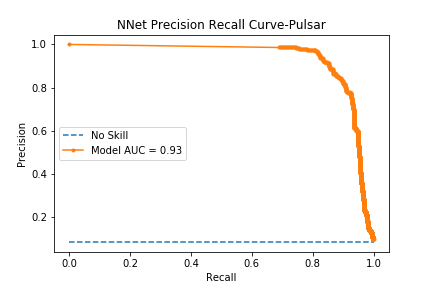 NNet Precision Recall Curve-Pulsar
1.0
0.8
0.6
0.4
0.2
Precision
No Skill
Model AUC = 0.93
0.0 0.2 0.4 0.6 0.8 1.0
Recall